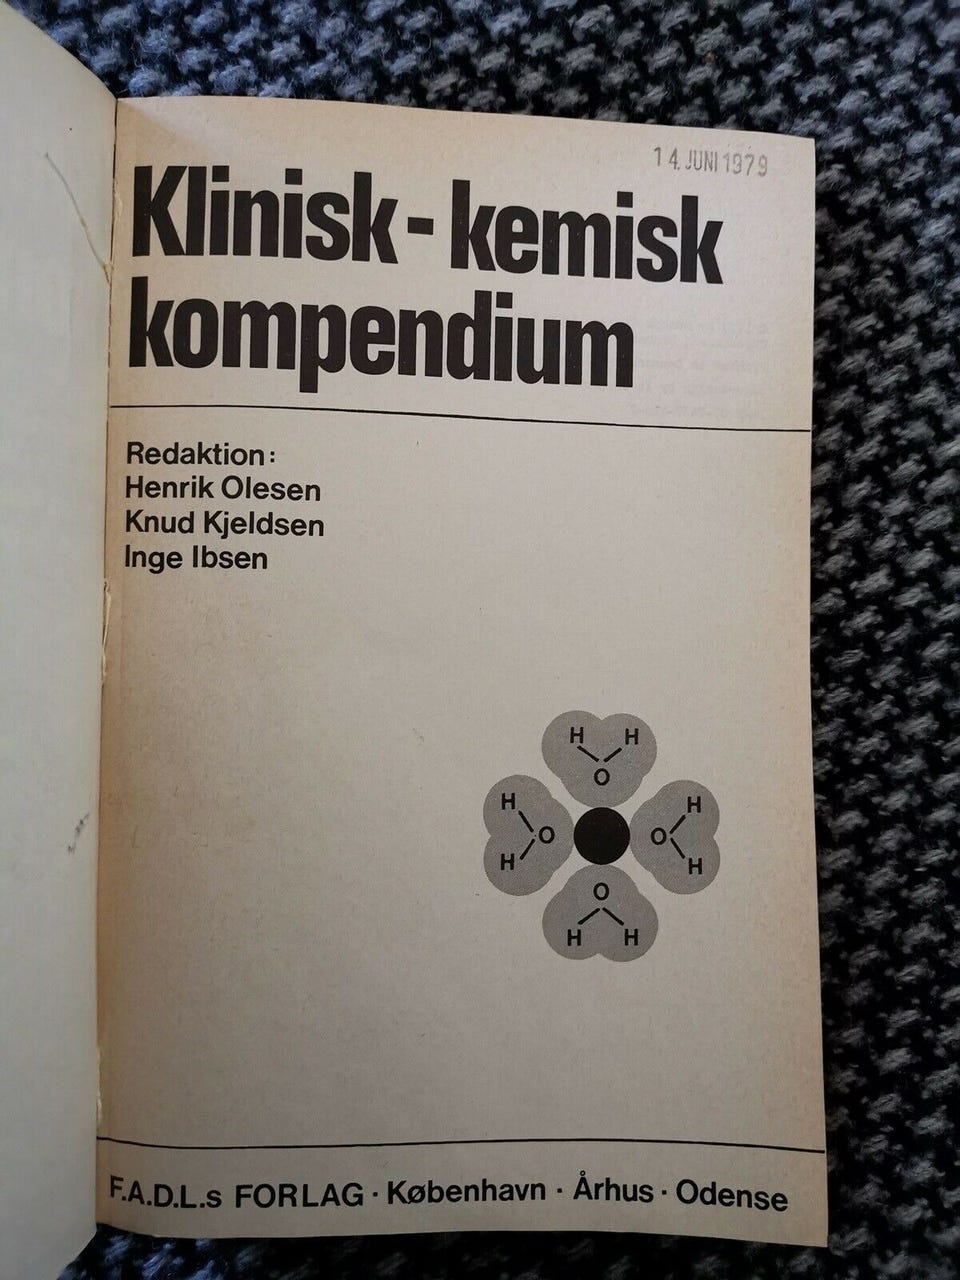 14. JUNI 1979
Klinisk - kemisk
kompendium
Redaktion:
Henrik Olesen
Knud Kjeldsen
Inge Ibsen
H H
O
H
O
H
H
O
H
O
H H
F.A.D.L.s FORLAG · København · Århus · Odense